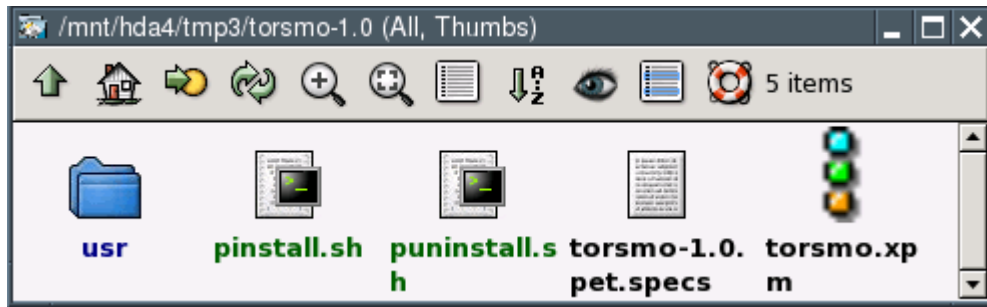 /mnt/hda4/tmp3/torsmo-1.0 (All, Thumbs)
5 items
usr
pinstall.sh
puninstall.s
h
torsmo-1.0.
pet.specs
torsmo.xp
m